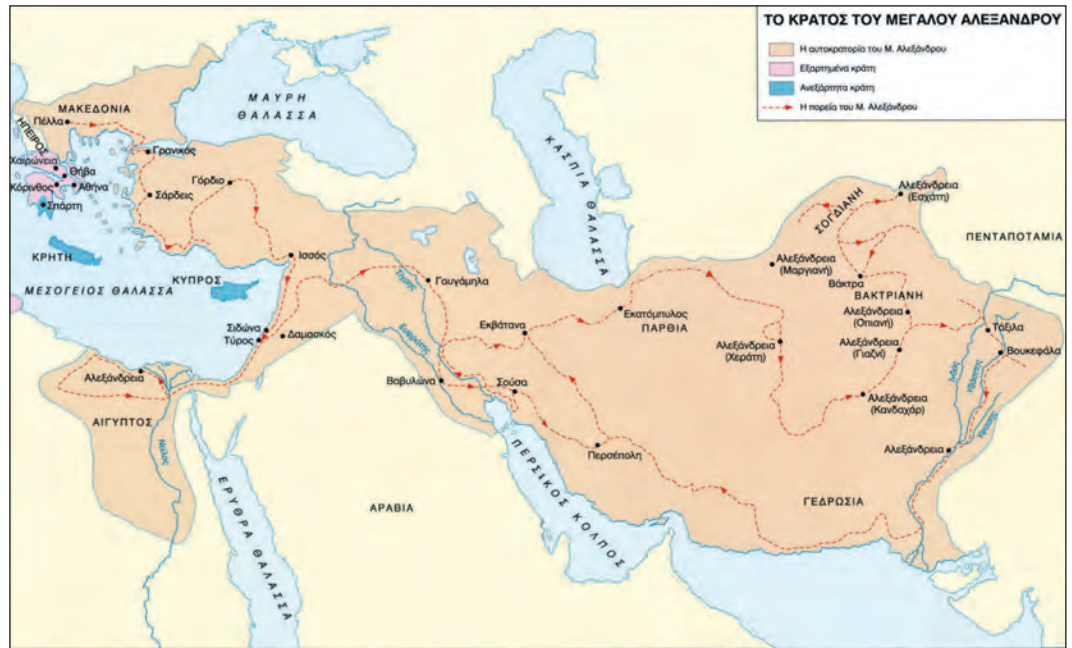 ΤΟ ΚΡΑΤΟΣ ΤΟΥ ΜΕΓΑΛΟΥ ΑΛΕΞΑΝΔΡΟΥ
Η αυτοκρατορία του Μ. Αλεξάνδρου
Εξαρτημένα κράτη
Ανεξάρτητα κράτη
Η πορεία του Μ. Αλεξάνδρου
ΜΑΚΕΔΟΝΙΑ
Πέλλα
ΗΠΕΙΡΟΣ
Χαιρώνεια
Θήβα
Κόρινθος
Αθήνα
Σπάρτη
ΚΡΗΤΗ
ΜΕΣΟΓΕΙΟΣ ΘΑΛΑΣΣΑ
ΜΑΥΡΗ
ΘΑΛΑΣΣΑ
Γρανικός
Σάρδεις
Γόρδιο
Ισσός
ΚΥΠΡΟΣ
Σιδώνα
Τύρος
Δαμασκός
Αλεξάνδρεια
ΑΙΓΥΠΤΟΣ
Νείλος
ΕΡΥΘΡΑ ΘΑΛΑΣΣΑ
ΑΡΑΒΙΑ
Τίγρης
Ευφράτης
Γαυγάμηλα
Βαβυλώνα
Εκβάτανα
Σούσα
Περσέπολη
ΠΕΡΣΙΚΟΣ ΚΟΛΠΟΣ
ΚΑΣΠΙΑ ΘΑΛΑΣΣΑ
Εκατόμπυλος
ΠΑΡΘΙΑ
ΣΟΓΔΙΑΝΗ
Αλεξάνδρεια
(Εσχάτη)
ΠΕΝΤΑΠΟΤΑΜΙΑ
Αλεξάνδρεια
(Μαργιανή)
Βάκτρα
ΒΑΚΤΡΙΑΝΗ
Αλεξάνδρεια
(Οπιανή)
Αλεξάνδρεια
(Χεράτη)
Αλεξάνδρεια
(Γιαζνί)
Τάξιλα
Βουκεφάλα
Ινδός
Υδάσπης
Αλεξάνδρεια
(Κανδαχάρ)
Αλεξάνδρεια
ΓΕΔΡΩΣΙΑ